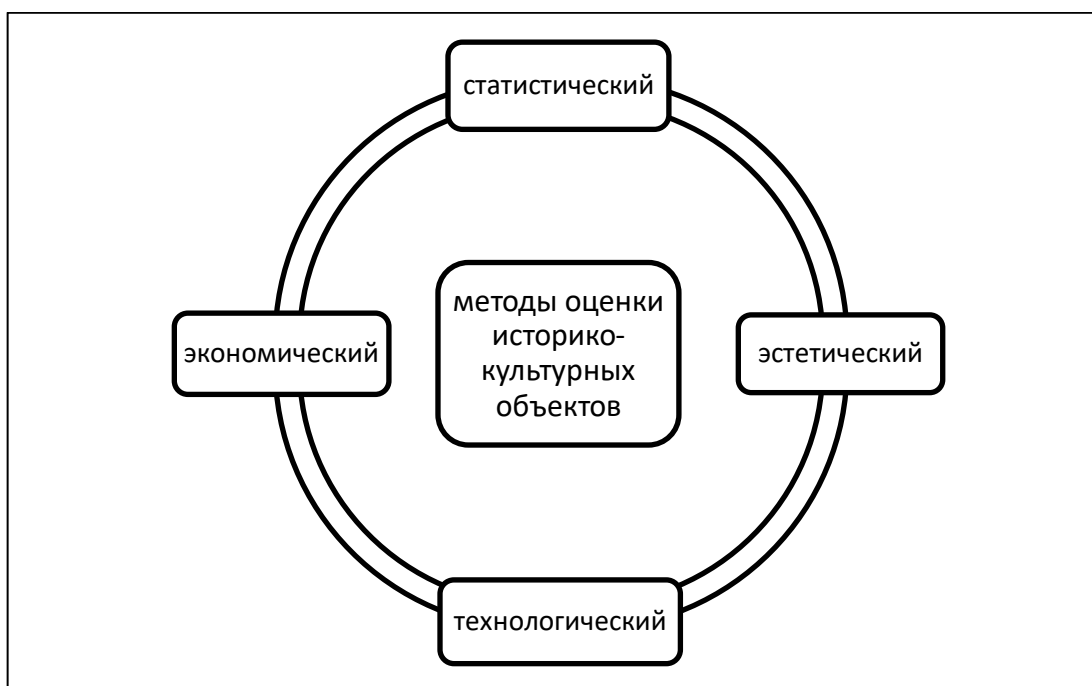 статистический
методы оценки
историко-
культурных
объектов
экономический
эстетический
технологический